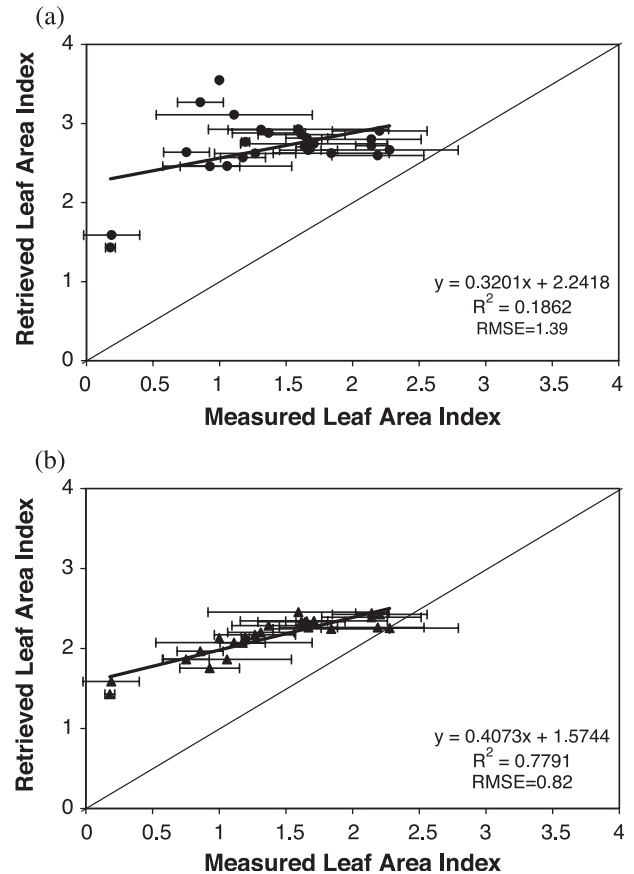 (a)
4
3
2
1
0
Retrieved Leaf Area Index
y = 0.3201x + 2.2418
R² = 0.1862
RMSE=1.39
0 0.5 1 1.5 2 2.5 3 3.5 4
Measured Leaf Area Index
(b)
4
3
2
1
0
Retrieved Leaf Area Index
y = 0.4073x + 1.5744
R² = 0.7791
RMSE=0.82
0 0.5 1 1.5 2 2.5 3 3.5 4
Measured Leaf Area Index